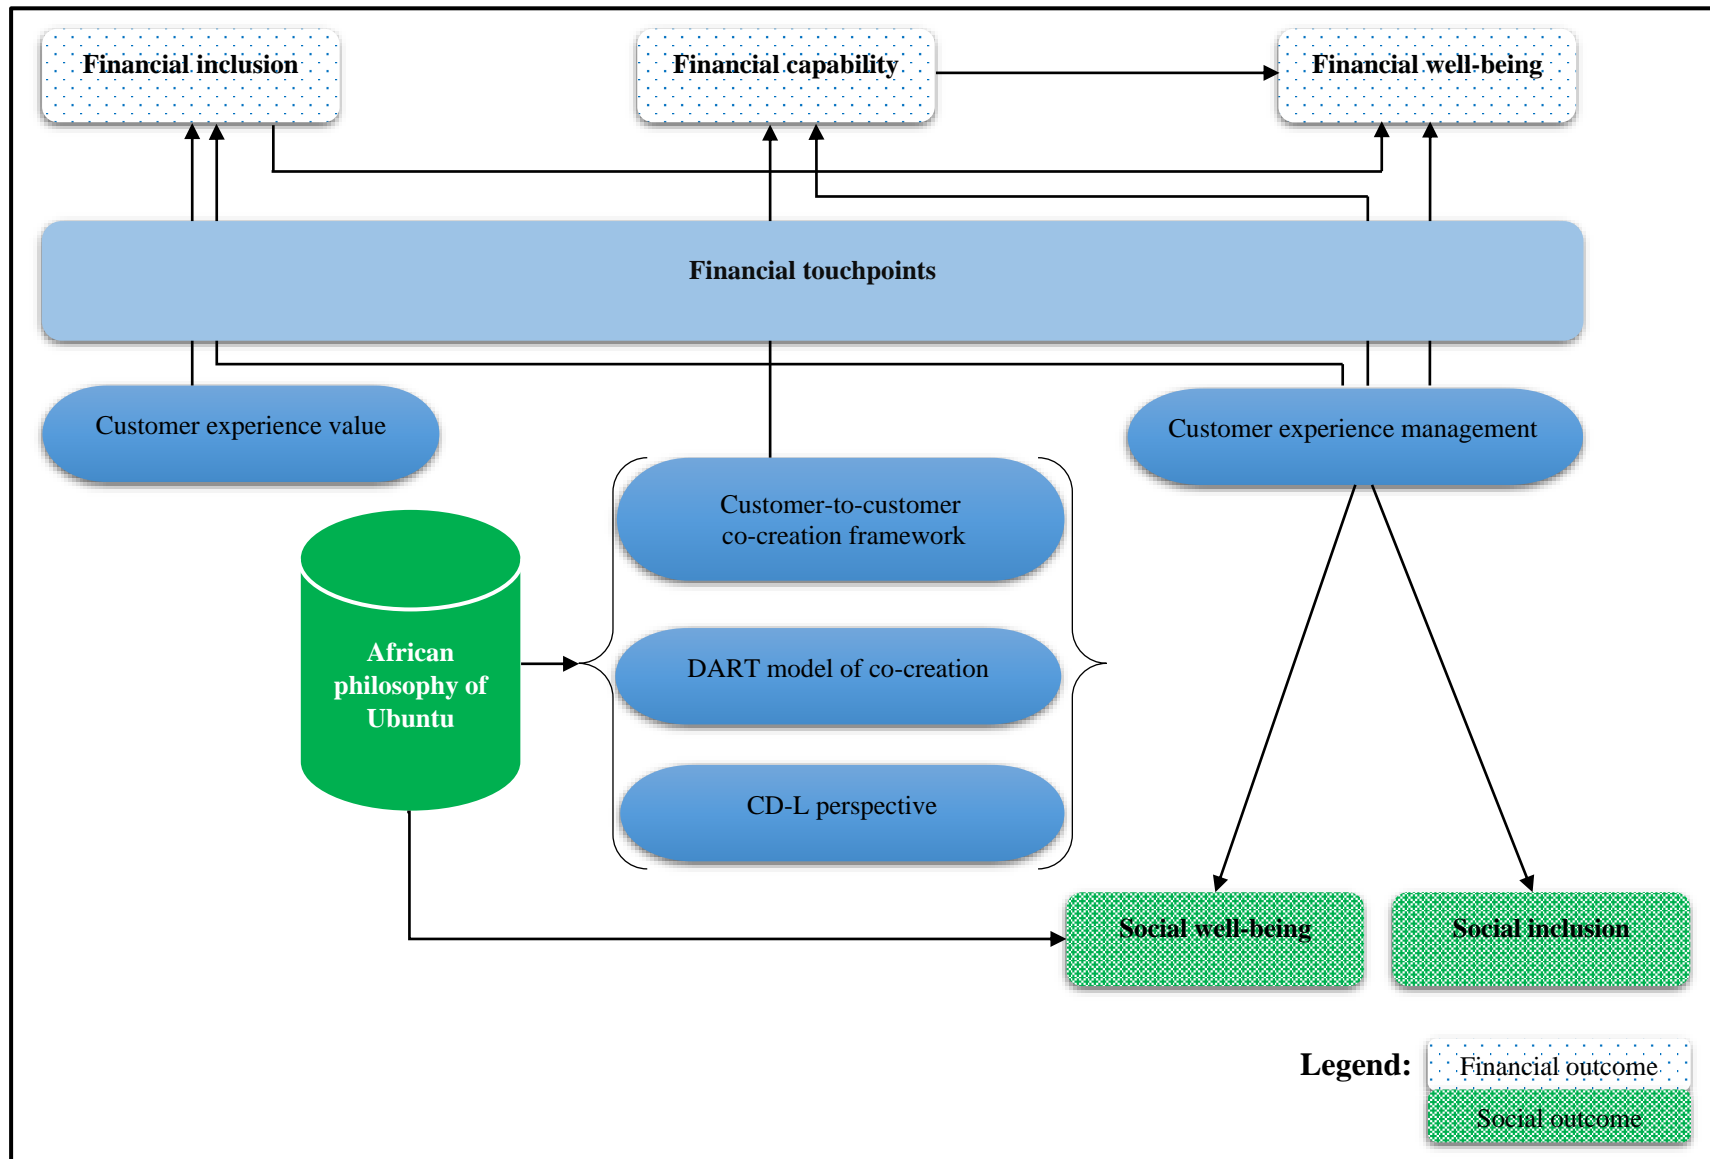 Financial inclusion
Financial capability
Financial well-being
Financial touchpoints
Customer experience value
Customer experience management
Customer-to-customer
co-creation framework
African
philosophy of
Ubuntu
DART model of co-creation
CD-L perspective
Social well-being
Social inclusion
Legend:
Financial outcome
Social outcome